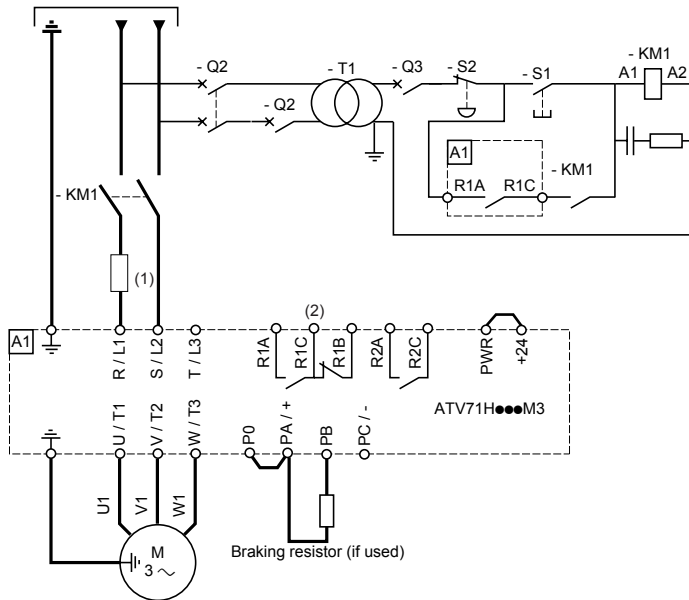 - Q2
- T1
- Q3
- S2
- S1
- KM1
A1
A2
- Q2
A1
R1A
R1C
- KM1
- KM1
(1)
(2)
A1
R / L1
S / L2
T / L3
R1A
R1C
R1B
R2A
R2C
PWR
+24
ATV71H●●●M3
U / T1
V / T2
W / T3
P0
PA / +
PB
PC / -
U1
V1
W1
M
3 ~
Braking resistor (if used)